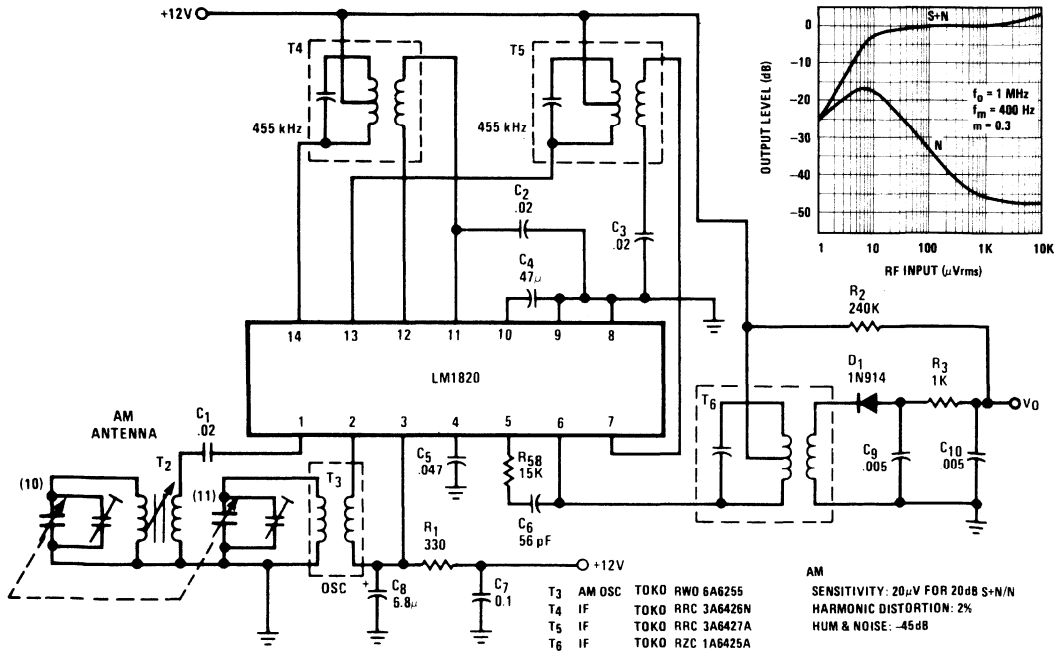 +12V
T4
455 kHz
T5
455 kHz
C2
.02
C3
.02
C4
47μ
14 13 12 11 10 9 8
LM1820
1 2 3 4 5 6 7
AM
ANTENNA
C1
.02
T2
(10)
(11)
T3
OSC
C5
.047
R58
15K
C6
56 pF
R1
330
+
C8
6.8μ
C7
0.1
+12V
T6
R2
240K
D1
1N914
R3
1K
VO
C9
.005
C10
.005
OUTPUT LEVEL (dB)
0
-10
-20
-30
-40
-50
S+N
N
fo = 1 MHz
fm = 400 Hz
m = 0.3
1 10 100 1K 10K
RF INPUT (μVrms)
T3 AM OSC TOKO RWO 6A6255
T4 IF TOKO RRC 3A6426N
T5 IF TOKO RRC 3A6427A
T6 IF TOKO RZC 1A6425A
AM
SENSITIVITY: 20μV FOR 20dB S+N/N
HARMONIC DISTORTION: 2%
HUM & NOISE: -45dB